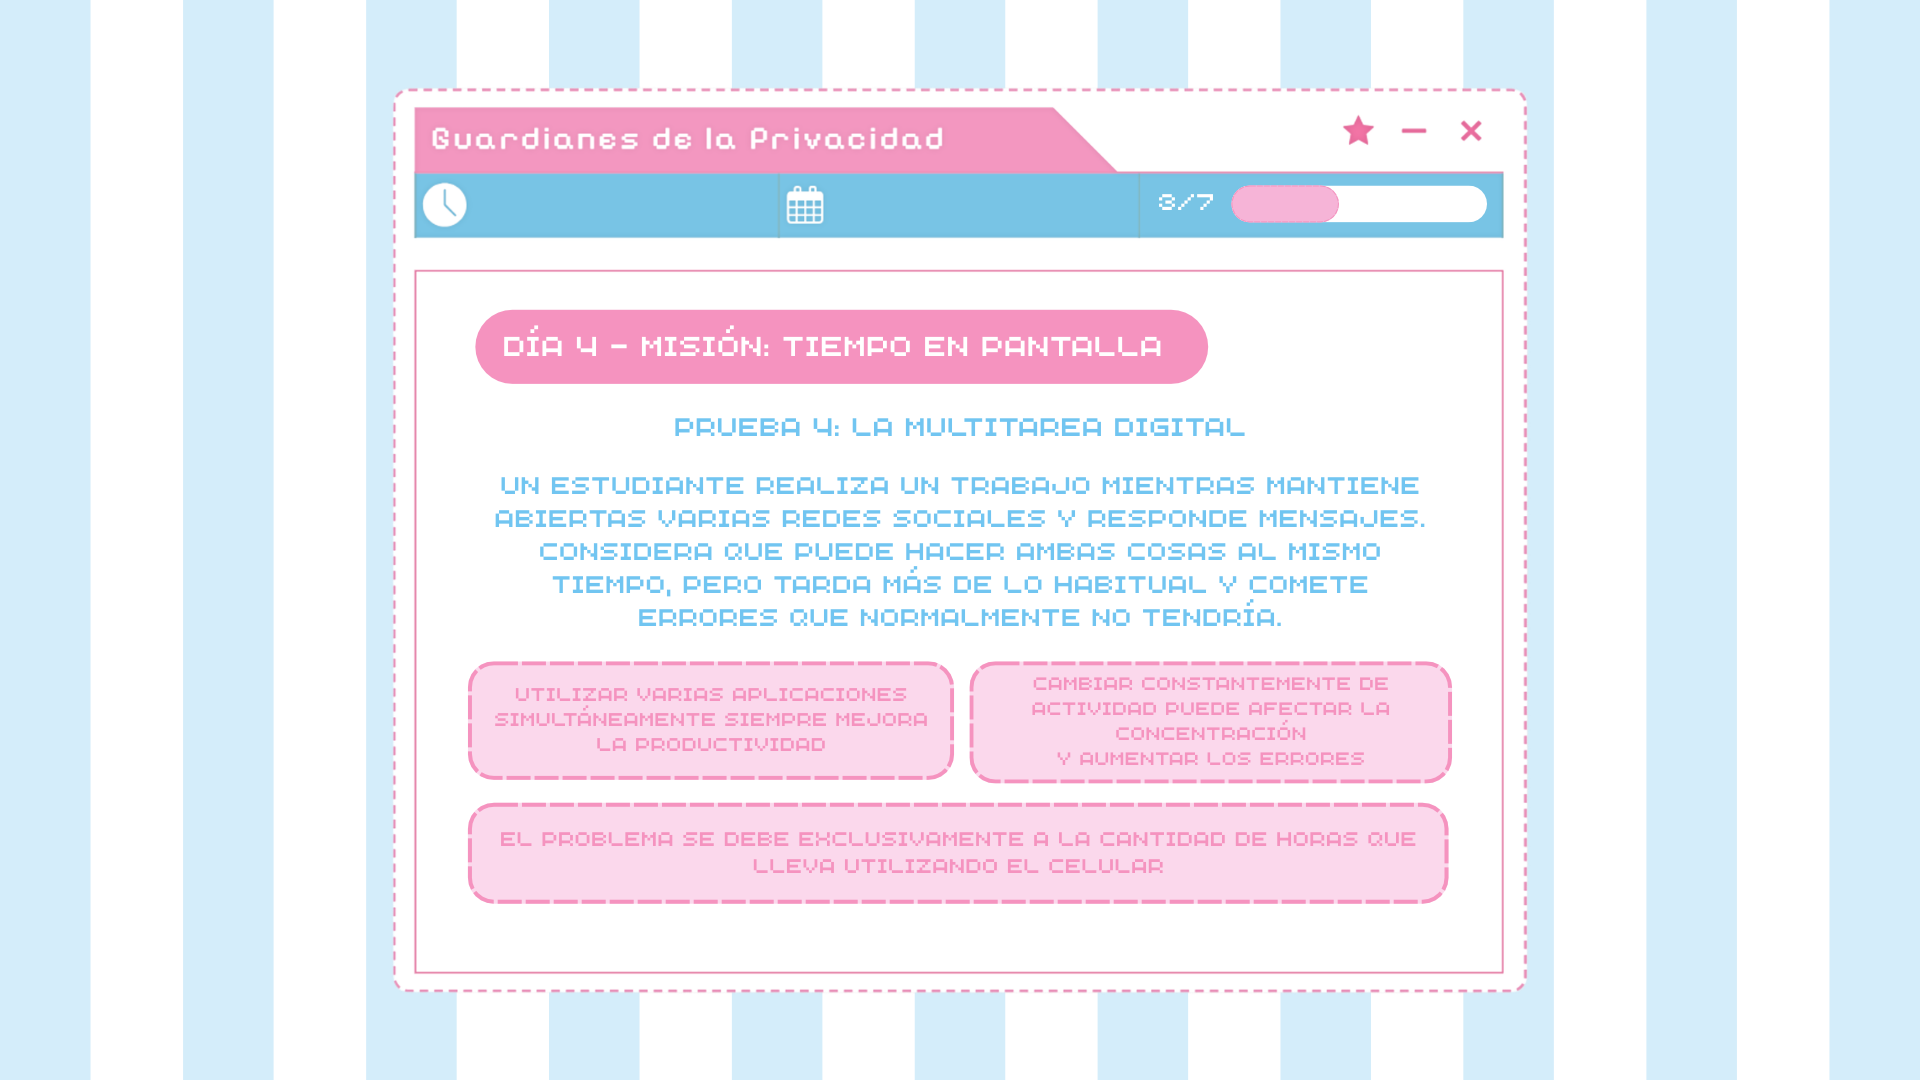 Guardianes de la Privacidad
3/7
DÍA 4 - MISIÓN: TIEMPO EN PANTALLA
PRUEBA 4: LA MULTITAREA DIGITAL
UN ESTUDIANTE REALIZA UN TRABAJO MIENTRAS MANTIENE
ABIERTAS VARIAS REDES SOCIALES Y RESPONDE MENSAJES.
CONSIDERA QUE PUEDE HACER AMBAS COSAS AL MISMO
TIEMPO, PERO TARDA MÁS DE LO HABITUAL Y COMETE
ERRORES QUE NORMALMENTE NO TENDRÍA.
UTILIZAR VARIAS APLICACIONES
SIMULTÁNEAMENTE SIEMPRE MEJORA
LA PRODUCTIVIDAD
CAMBIAR CONSTANTEMENTE DE
ACTIVIDAD PUEDE AFECTAR LA
CONCENTRACIÓN
Y AUMENTAR LOS ERRORES
EL PROBLEMA SE DEBE EXCLUSIVAMENTE A LA CANTIDAD DE HORAS QUE
LLEVA UTILIZANDO EL CELULAR